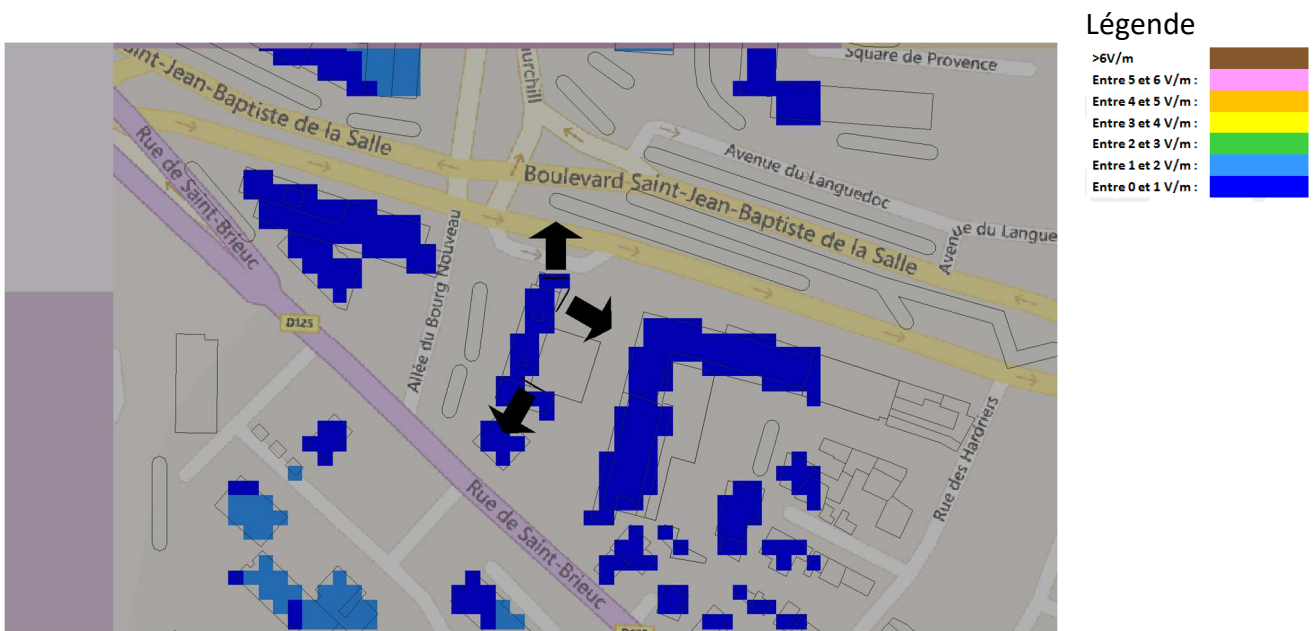 Légende
>6V/m
Entre 5 et 6 V/m :
Entre 4 et 5 V/m :
Entre 3 et 4 V/m :
Entre 2 et 3 V/m :
Entre 1 et 2 V/m :
Entre 0 et 1 V/m :
Square de Provence
int-Jean-Baptiste de la Salle
urchill
Rue de Saint-Brieuc
Avenue du Languedoc
Boulevard Saint-Jean-Baptiste de la Salle
Avenue du Langue
Allée du Bourg Nouveau
D125
Rue des Hardriers
Rue de Saint-Brieuc